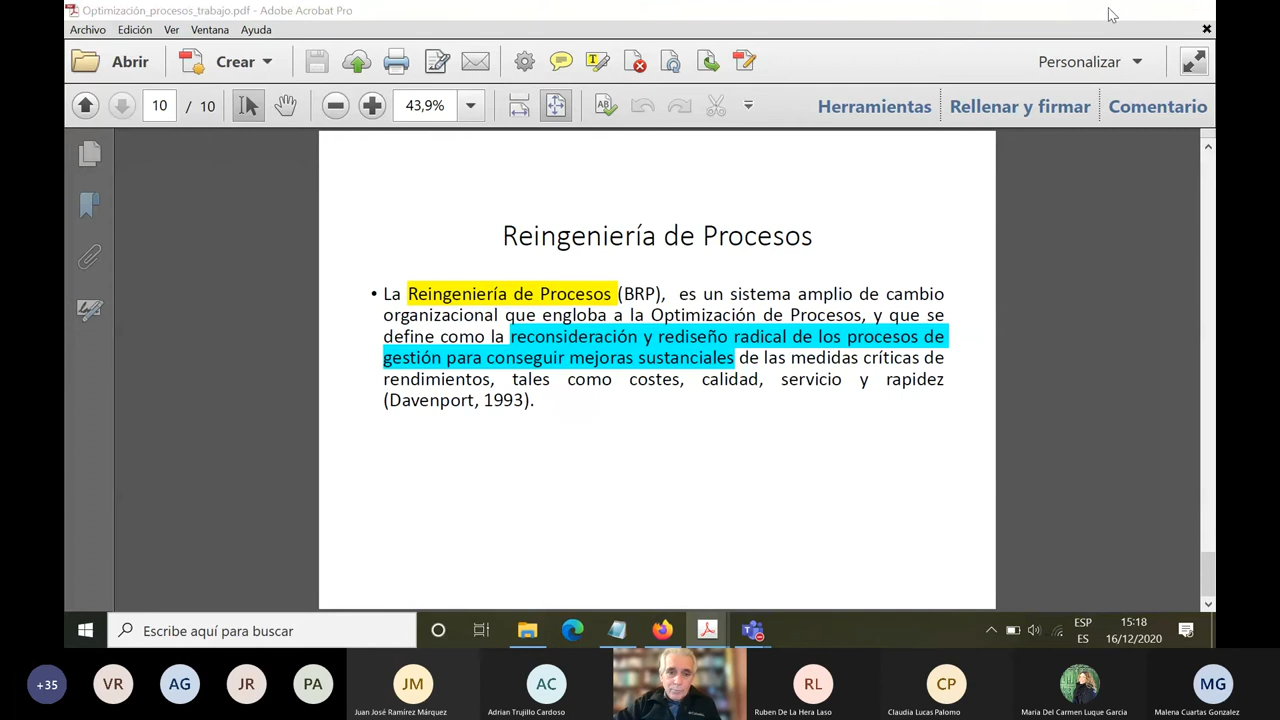 Optimización_procesos_trabajo.pdf - Adobe Acrobat Pro
Archivo Edición Ver Ventana Ayuda
Abrir Crear Personalizar
10 / 10 43,9% Herramientas Rellenar y firmar Comentario
Reingeniería de Procesos
• La Reingeniería de Procesos (BRP), es un sistema amplio de cambio
organizacional que engloba a la Optimización de Procesos, y que se
define como la reconsideración y rediseño radical de los procesos de
gestión para conseguir mejoras sustanciales de las medidas críticas de
rendimientos, tales como costes, calidad, servicio y rapidez
(Davenport, 1993).
Escribe aquí para buscar
ESP 15:18
ES 16/12/2020
+35 VR AG JR PA JM AC RL CP MG
Juan José Ramírez Márquez Adrian Trujillo Cardoso Ruben De La Hera Laso Claudia Lucas Palomo Maria Del Carmen Luque Garcia Malena Cuartas Gonzalez